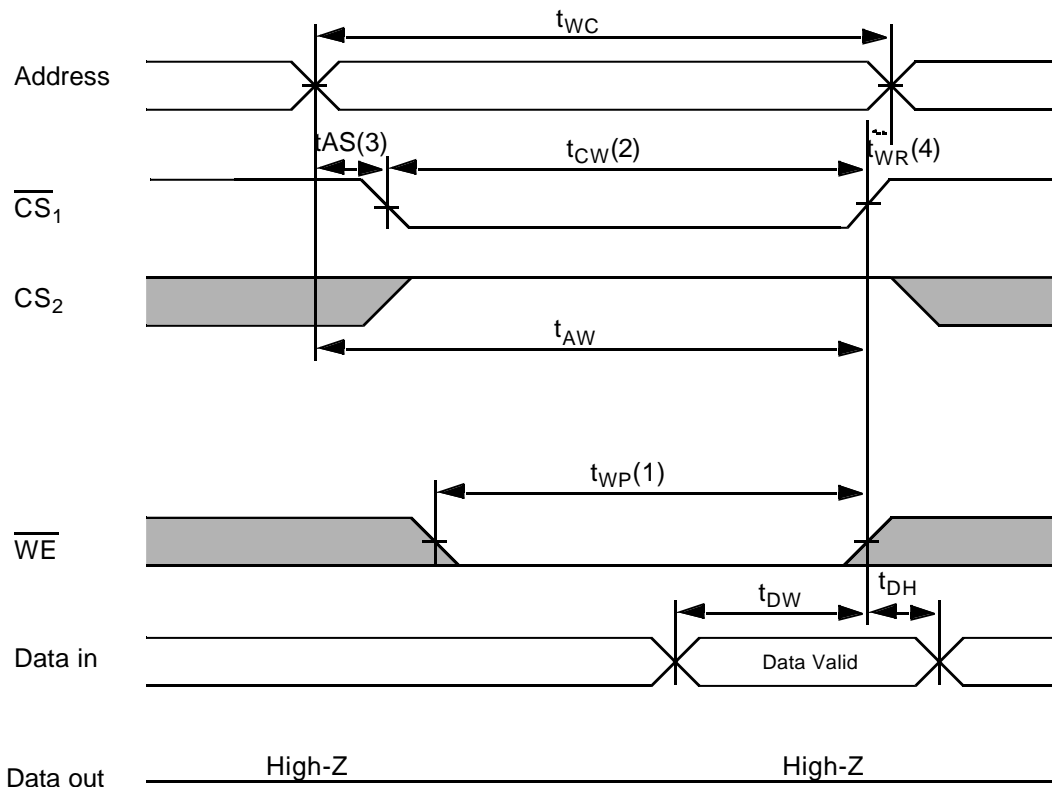 tWC
Address
tAS(3)
tCW(2)
tWR(4)
CS1
CS2
tAW
tWP(1)
WE
tDW
tDH
Data in
Data Valid
High-Z
High-Z
Data out